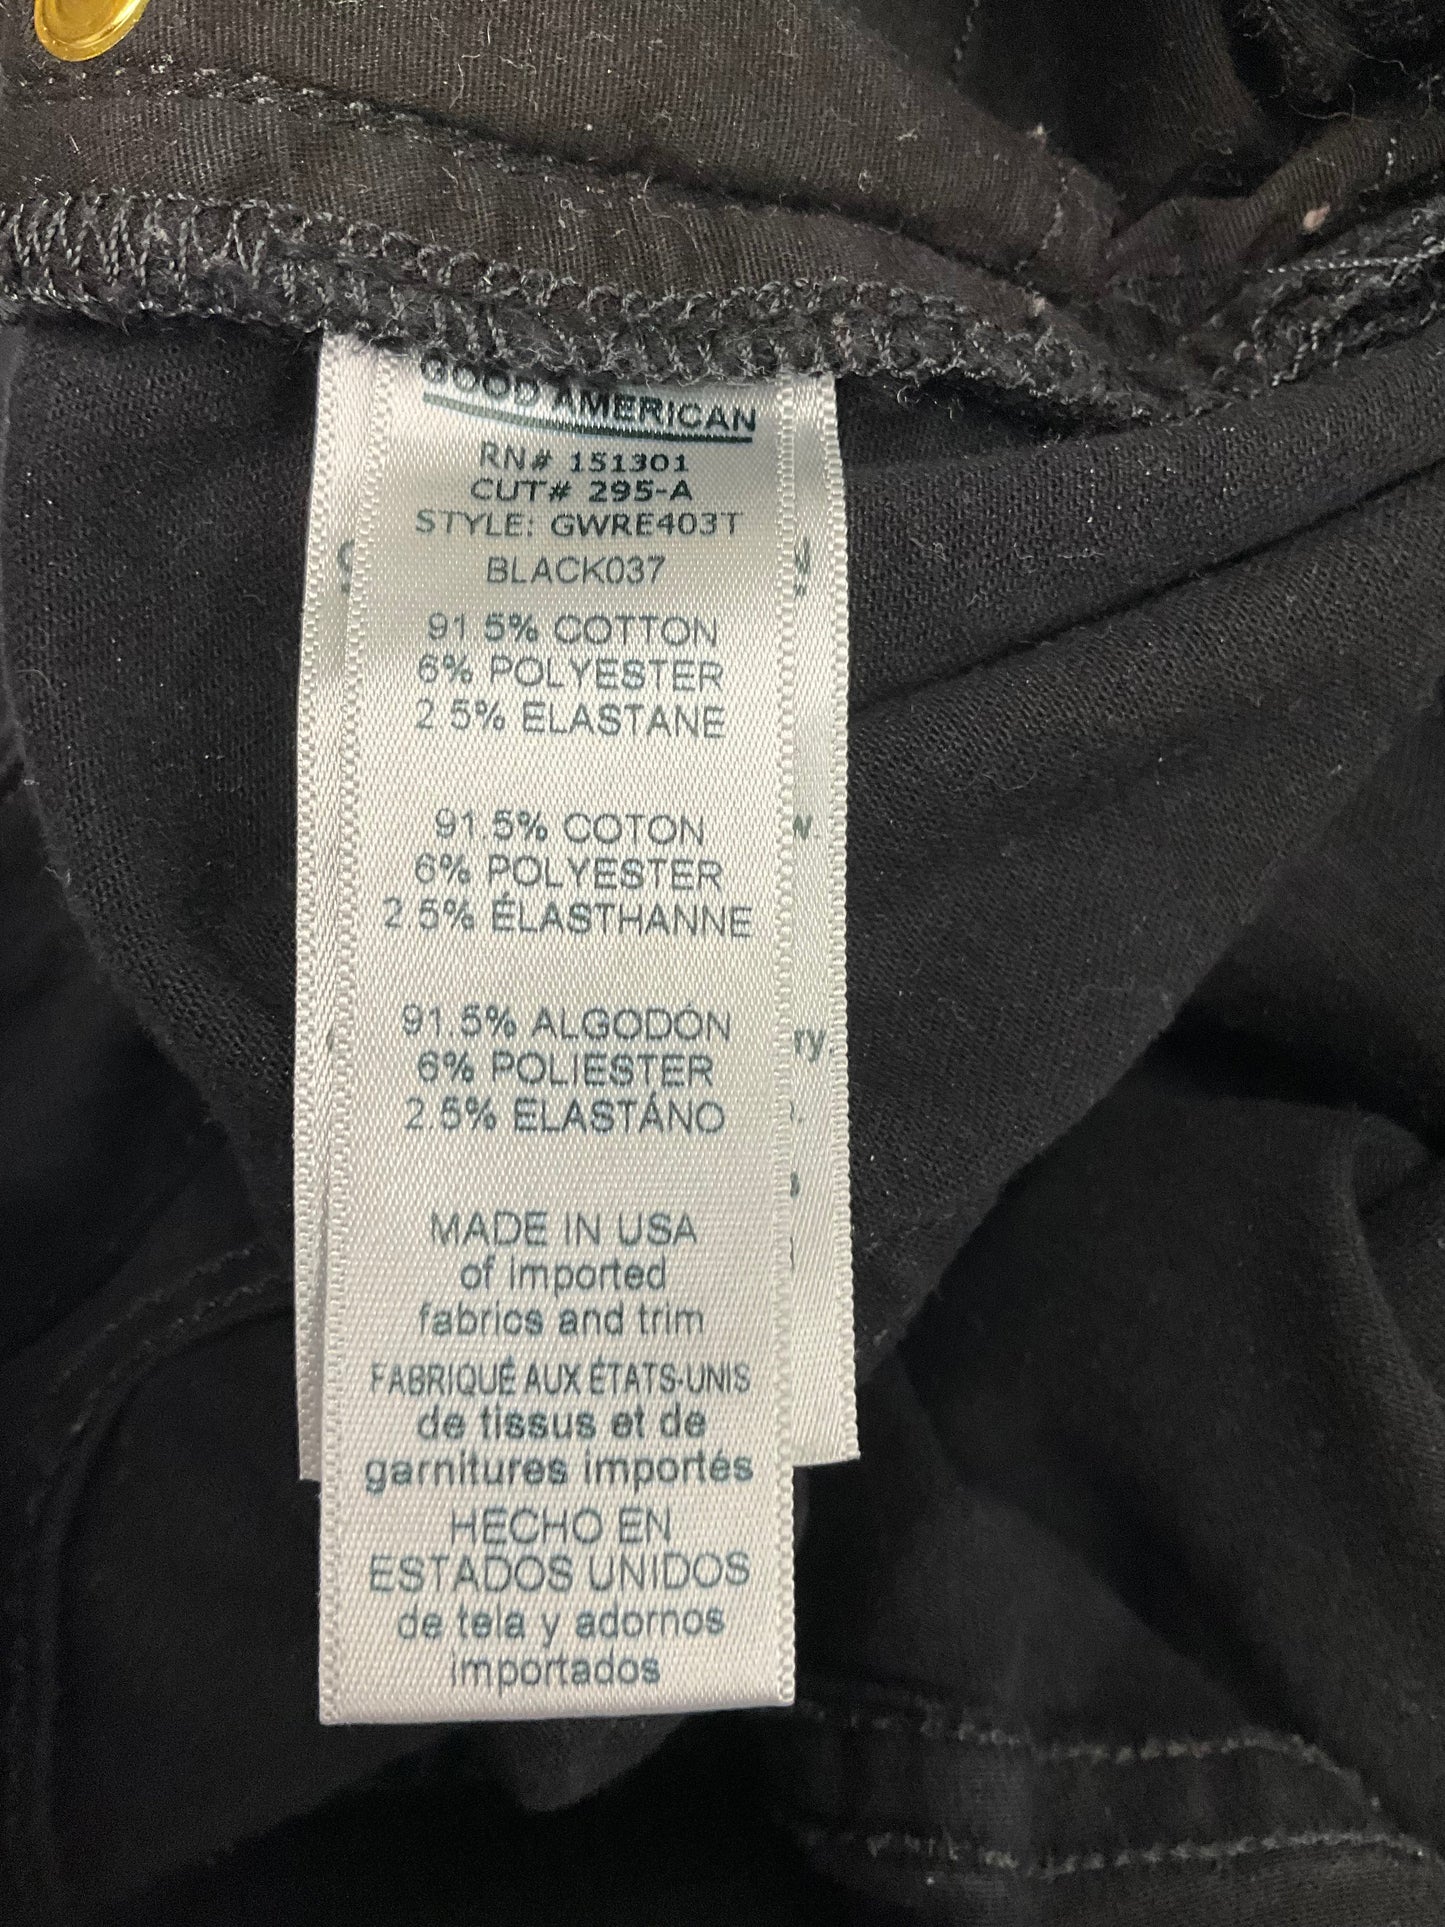 GOOD AMERICAN
RN# 151301
CUT# 295-A
STYLE: GWRE403T
BLACK037
91.5% COTTON
6% POLYESTER
2.5% ELASTANE
91.5% COTON
6% POLYESTER
2.5% ÉLASTHANNE
91.5% ALGODÓN
6% POLIESTER
2.5% ELASTÁNO
MADE IN USA
of imported
fabrics and trim
FABRIQUÉ AUX ÉTATS-UNIS
de tissus et de
garnitures importés
HECHO EN
ESTADOS UNIDOS
de tela y adornos
importados